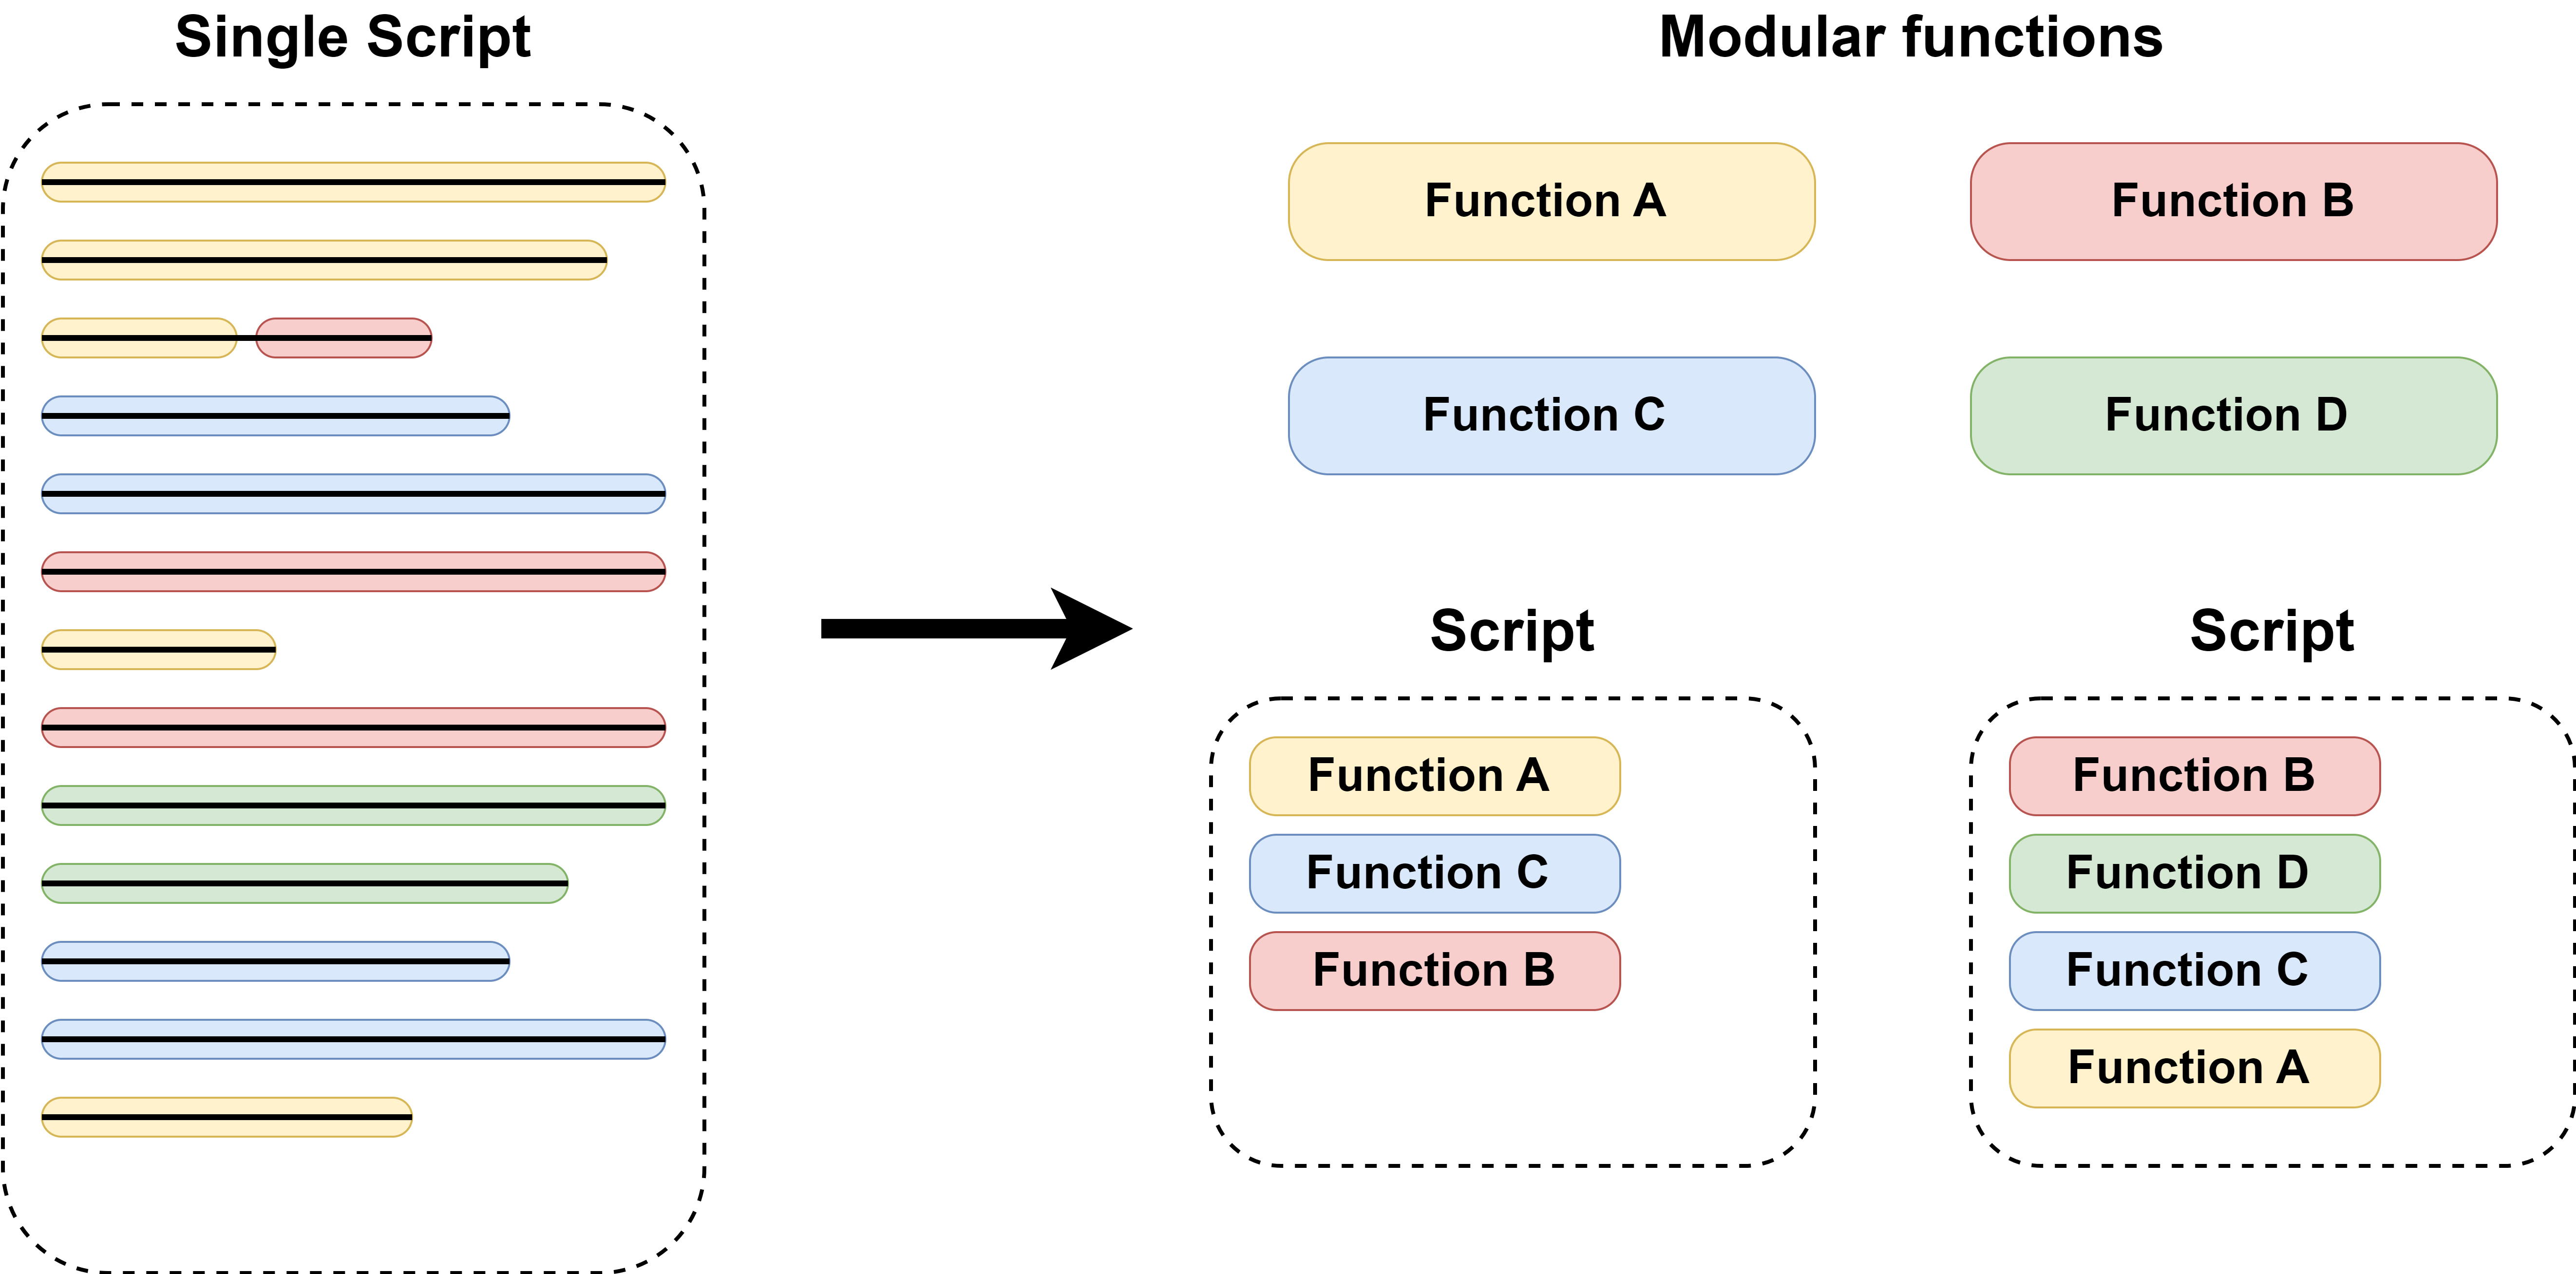 Single Script
Modular functions
Function A
Function B
Function C
Function D
Script
Function A
Function C
Function B
Script
Function B
Function D
Function C
Function A